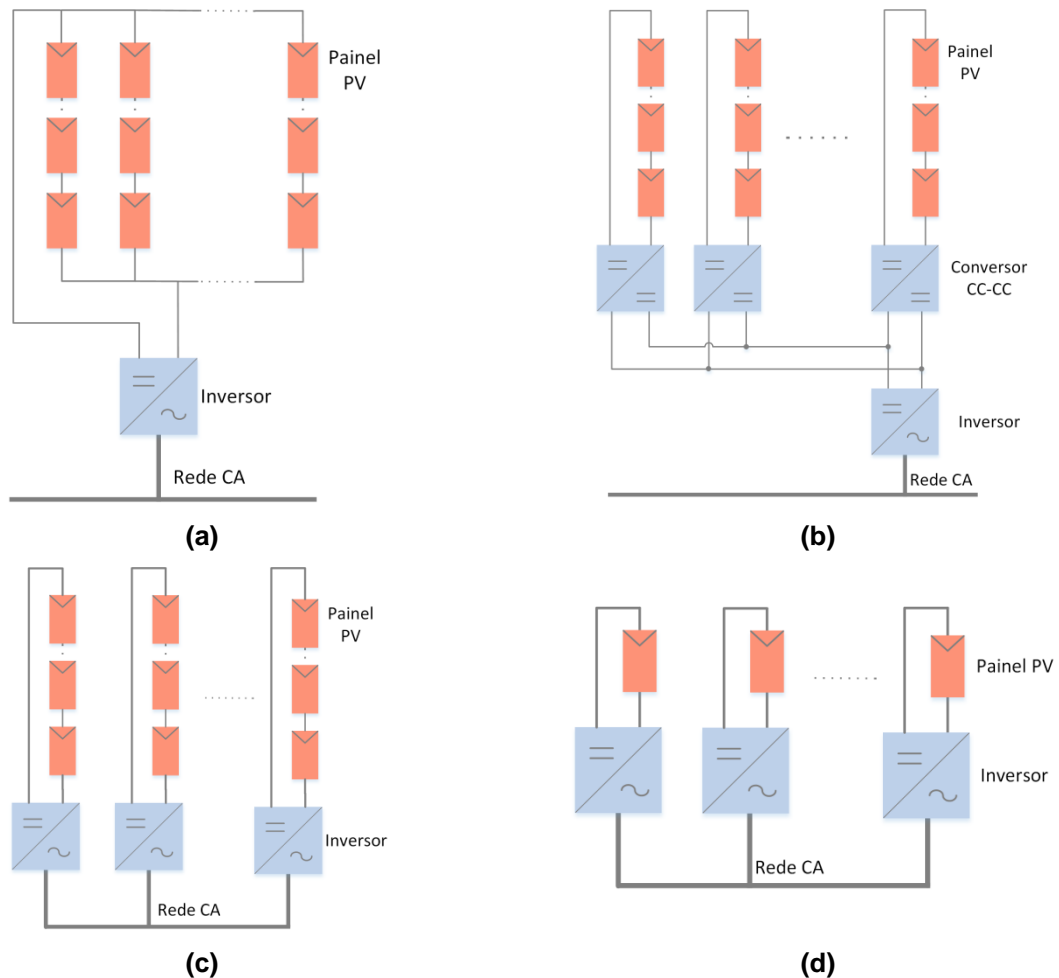 Painel
PV
Inversor
Rede CA
(a)
Painel
PV
Conversor
CC-CC
Inversor
Rede CA
(b)
Painel
PV
Inversor
Rede CA
(c)
Painel PV
Inversor
Rede CA
(d)